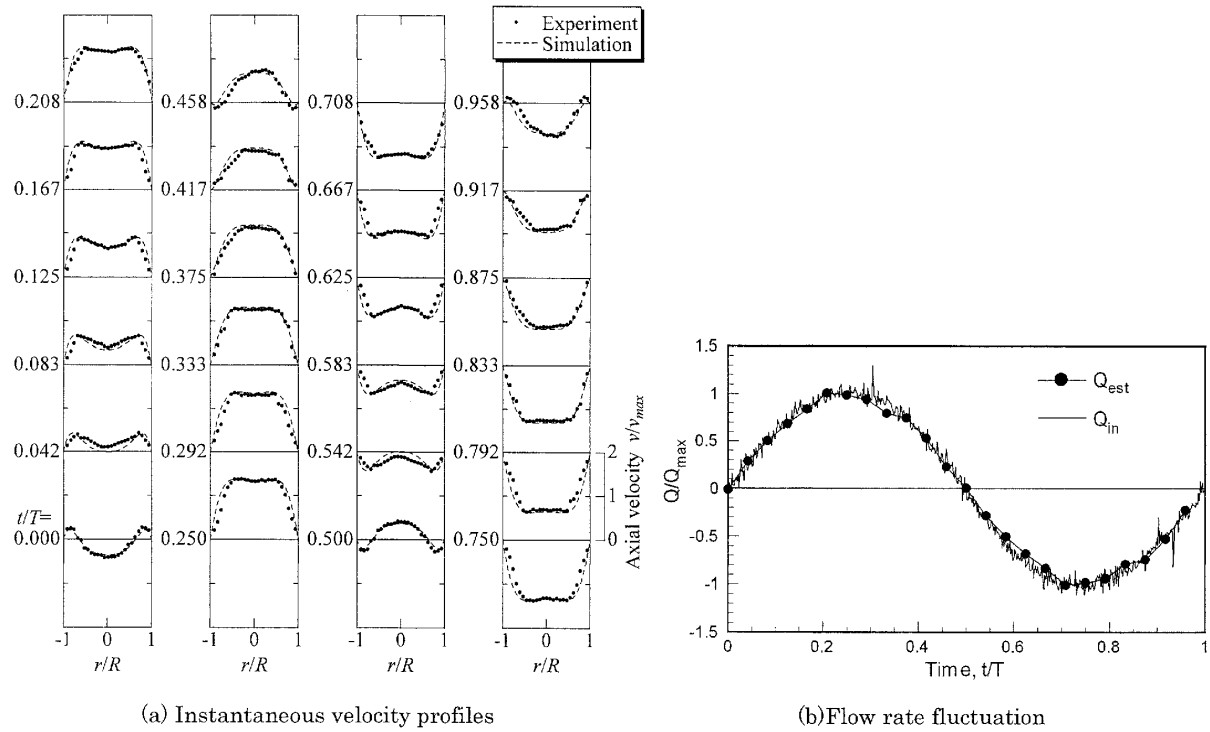 Experiment
Simulation
0.208
0.167
0.125
0.083
0.042
t/T=
0.000
0.458
0.417
0.375
0.333
0.292
0.250
0.708
0.667
0.625
0.583
0.542
0.500
0.958
0.917
0.875
0.833
0.792
0.750
2
1
0
Axial velocity v/vmax
-1 0 1
r/R
-1 0 1
r/R
-1 0 1
r/R
-1 0 1
r/R
(a) Instantaneous velocity profiles
1.5
1
0.5
0
-0.5
-1
-1.5
Q/Qmax
Qest
Qin
0 0.2 0.4 0.6 0.8 1
Time, t/T
(b)Flow rate fluctuation